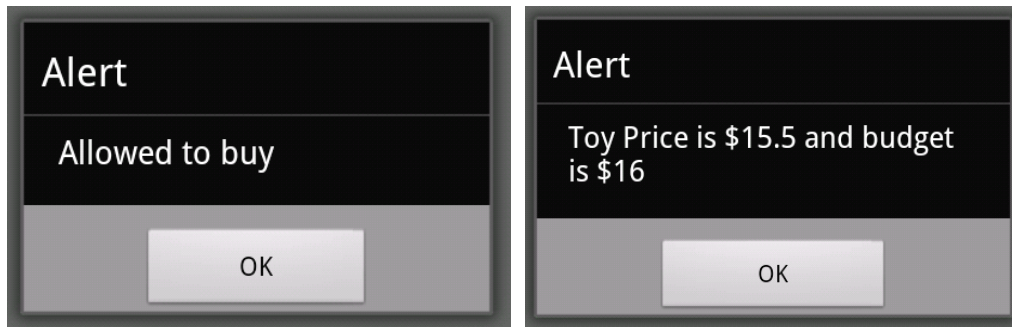 Alert
Allowed to buy
OK
Alert
Toy Price is $15.5 and budget
is $16
OK